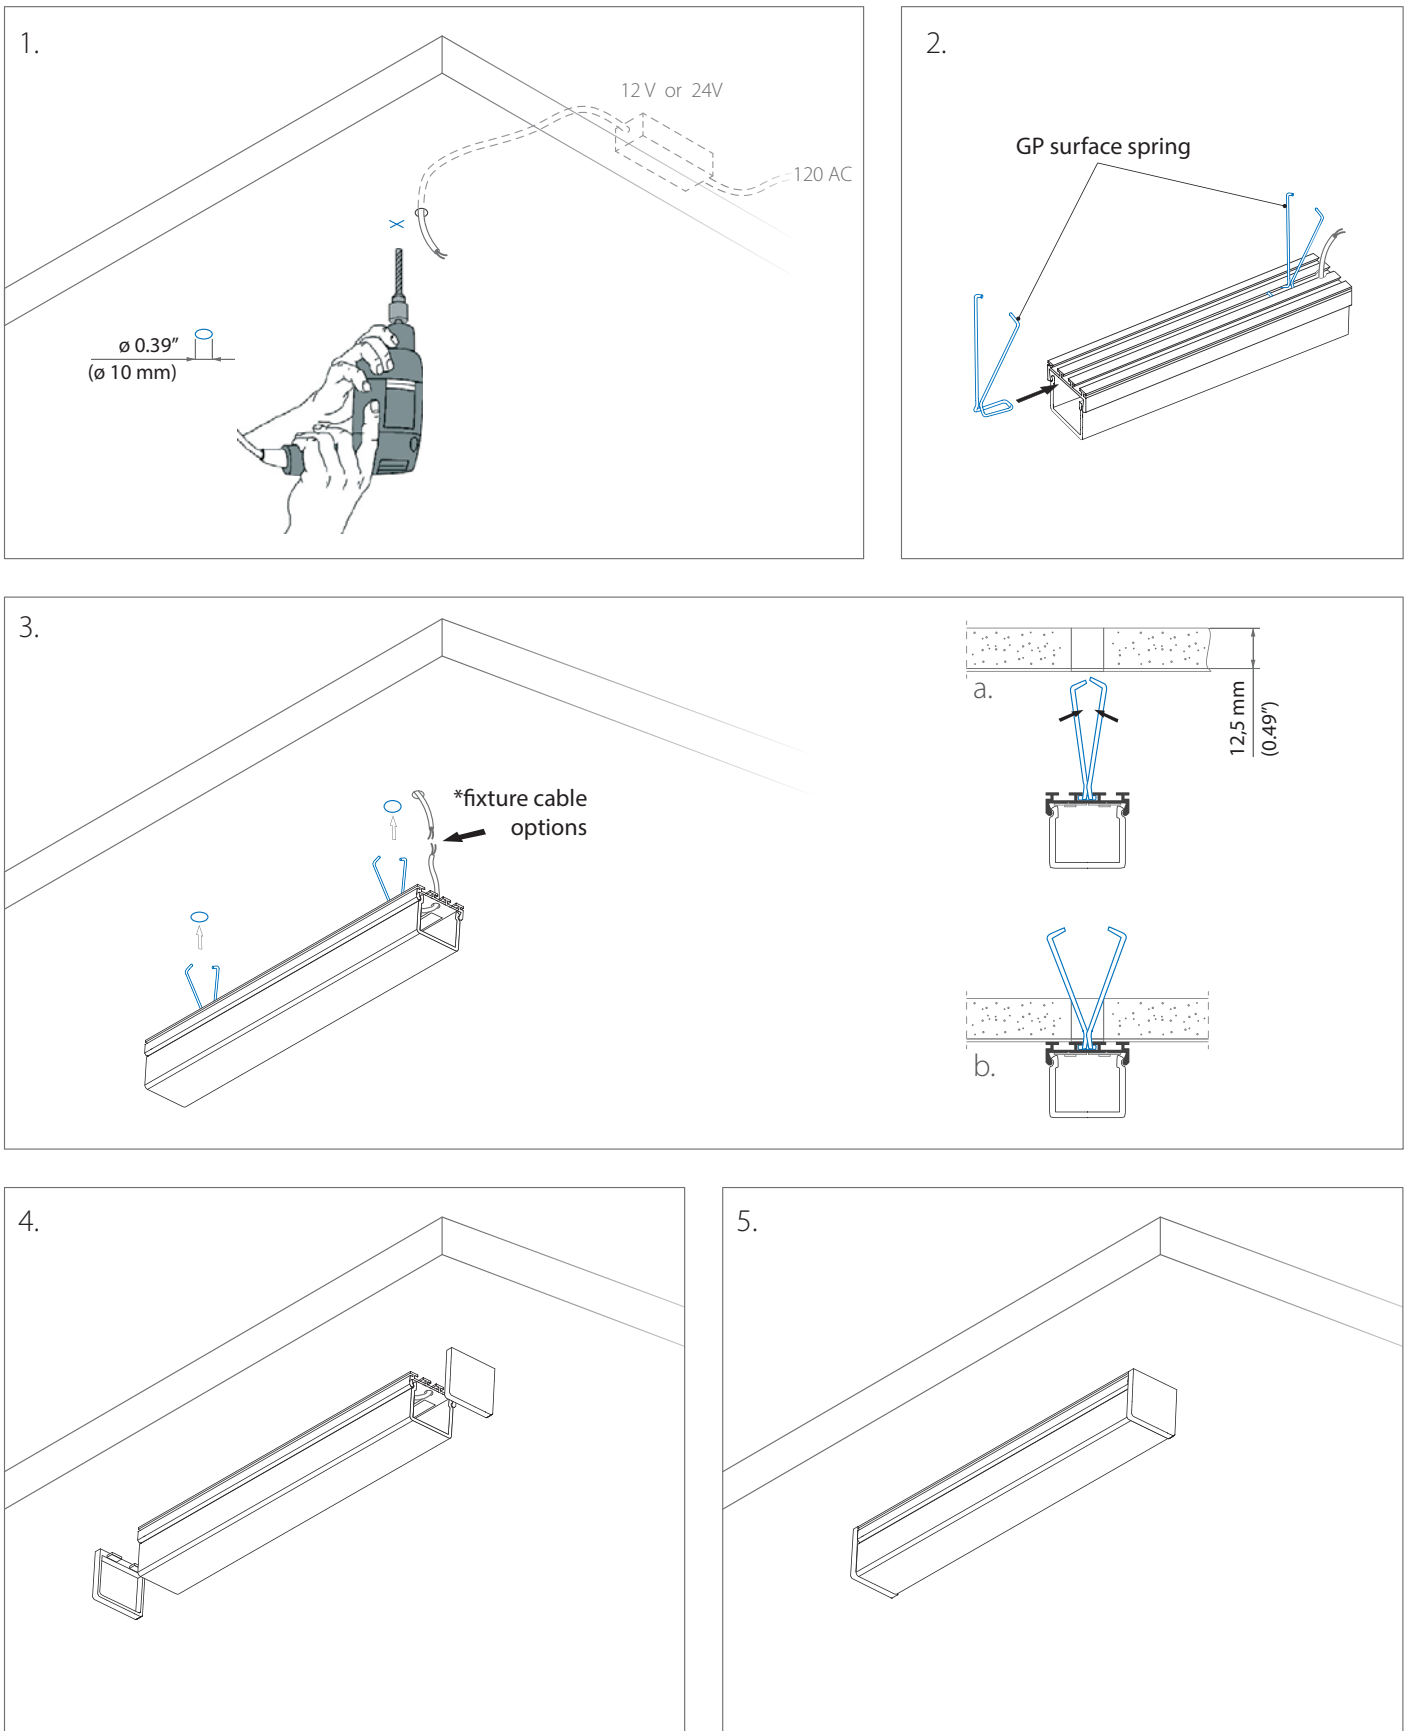 1.
12 V or 24V
120 AC
ø 0.39”
(ø 10 mm)
2.
GP surface spring
3.
*fixture cable
options
a.
12,5 mm
(0.49”)
b.
4.
5.